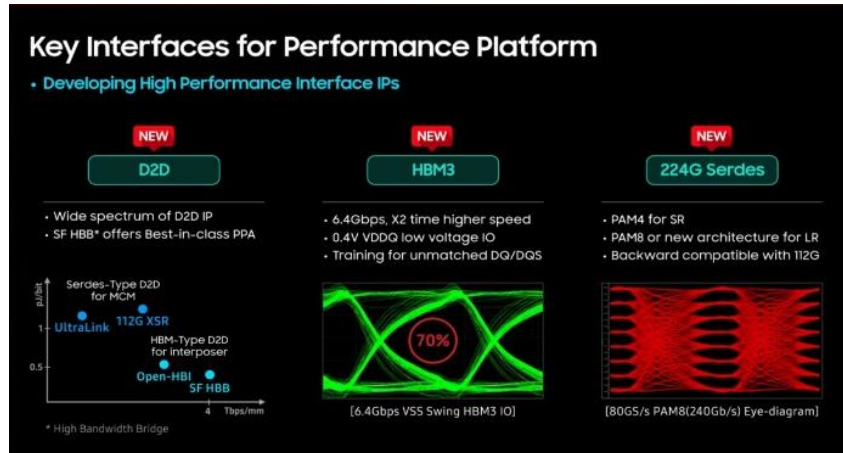 Key Interfaces for Performance Platform
• Developing High Performance Interface IPs
NEW
D2D
• Wide spectrum of D2D IP
• SF HBB* offers Best-in-class PPA
pJ/bit
1
0.5
Serdes-Type D2D
for MCM
UltraLink
112G XSR
HBM-Type D2D
for interposer
Open-HBI
SF HBB
4
Tbps/mm
* High Bandwidth Bridge
NEW
HBM3
• 6.4Gbps, X2 time higher speed
• 0.4V VDDQ low voltage IO
• Training for unmatched DQ/DQS
70%
[6.4Gbps VSS Swing HBM3 IO]
NEW
224G Serdes
• PAM4 for SR
• PAM8 or new architecture for LR
• Backward compatible with 112G
[80GS/s PAM8(240Gb/s) Eye-diagram]